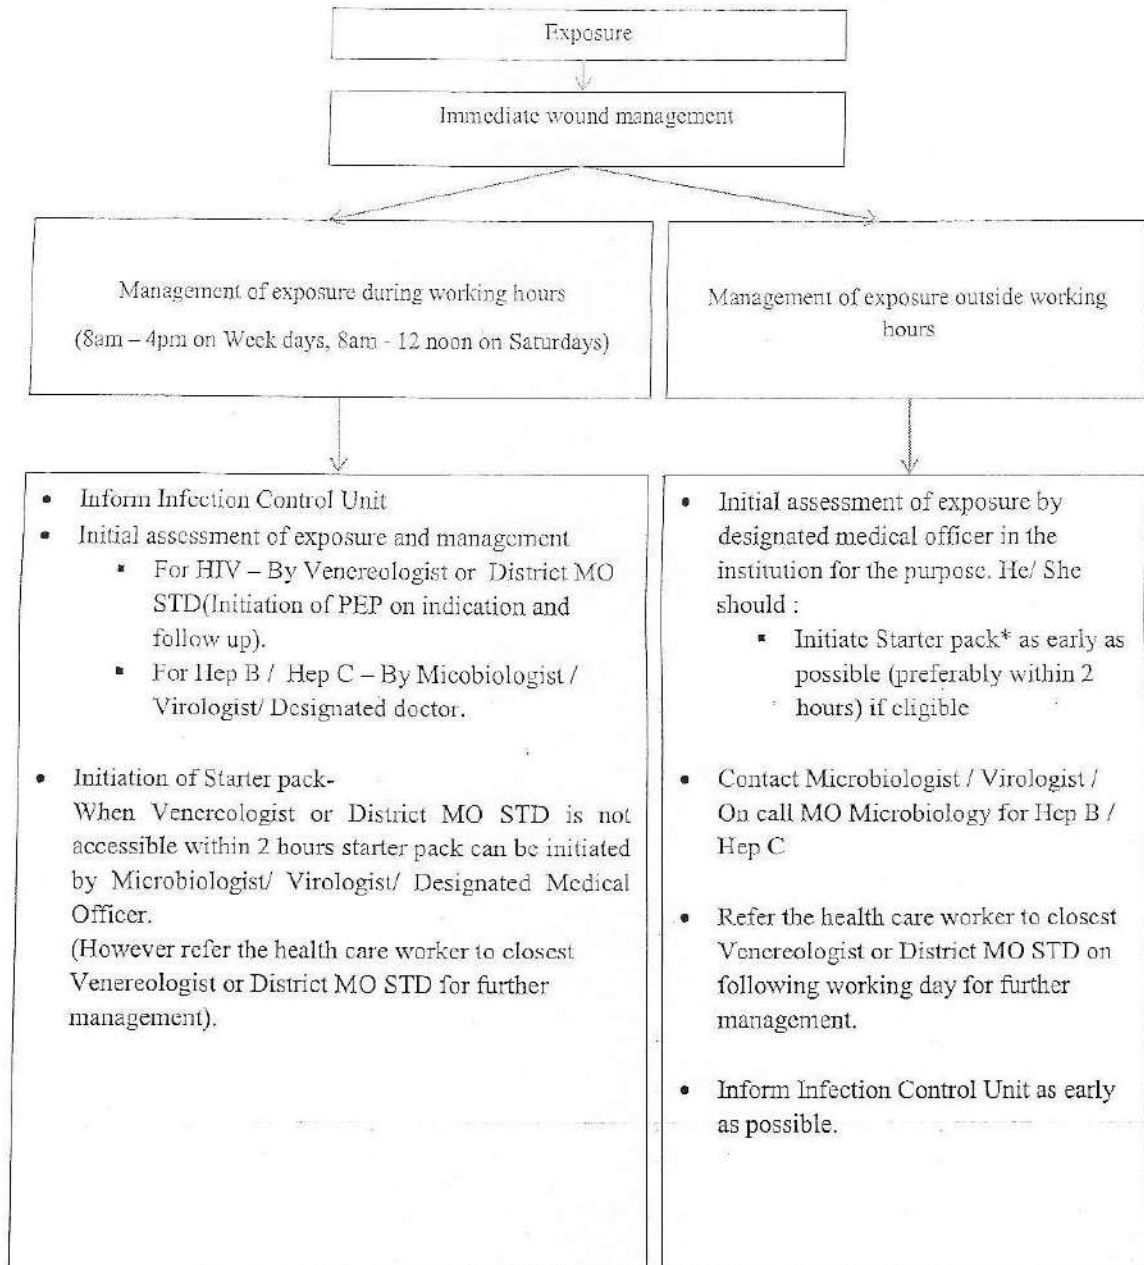 Exposure
Immediate wound management
Management of exposure during working hours
(8am – 4pm on Week days, 8am - 12 noon on Saturdays)
Management of exposure outside working
hours
• Inform Infection Control Unit
• Initial assessment of exposure and management
▪ For HIV – By Venereologist or District MO
STD(Initiation of PEP on indication and
follow up).
▪ For Hep B / Hep C – By Micobiologist /
Virologist/ Designated doctor.
• Initiation of Starter pack-
When Venereologist or District MO STD is not
accessible within 2 hours starter pack can be initiated
by Microbiologist/ Virologist/ Designated Medical
Officer.
(However refer the health care worker to closest
Venereologist or District MO STD for further
management).
• Initial assessment of exposure by
designated medical officer in the
institution for the purpose. He/ She
should :
▪ Initiate Starter pack* as early as
possible (preferably within 2
hours) if eligible
• Contact Microbiologist / Virologist /
On call MO Microbiology for Hep B /
Hep C
• Refer the health care worker to closest
Venereologist or District MO STD on
following working day for further
management.
• Inform Infection Control Unit as early
as possible.